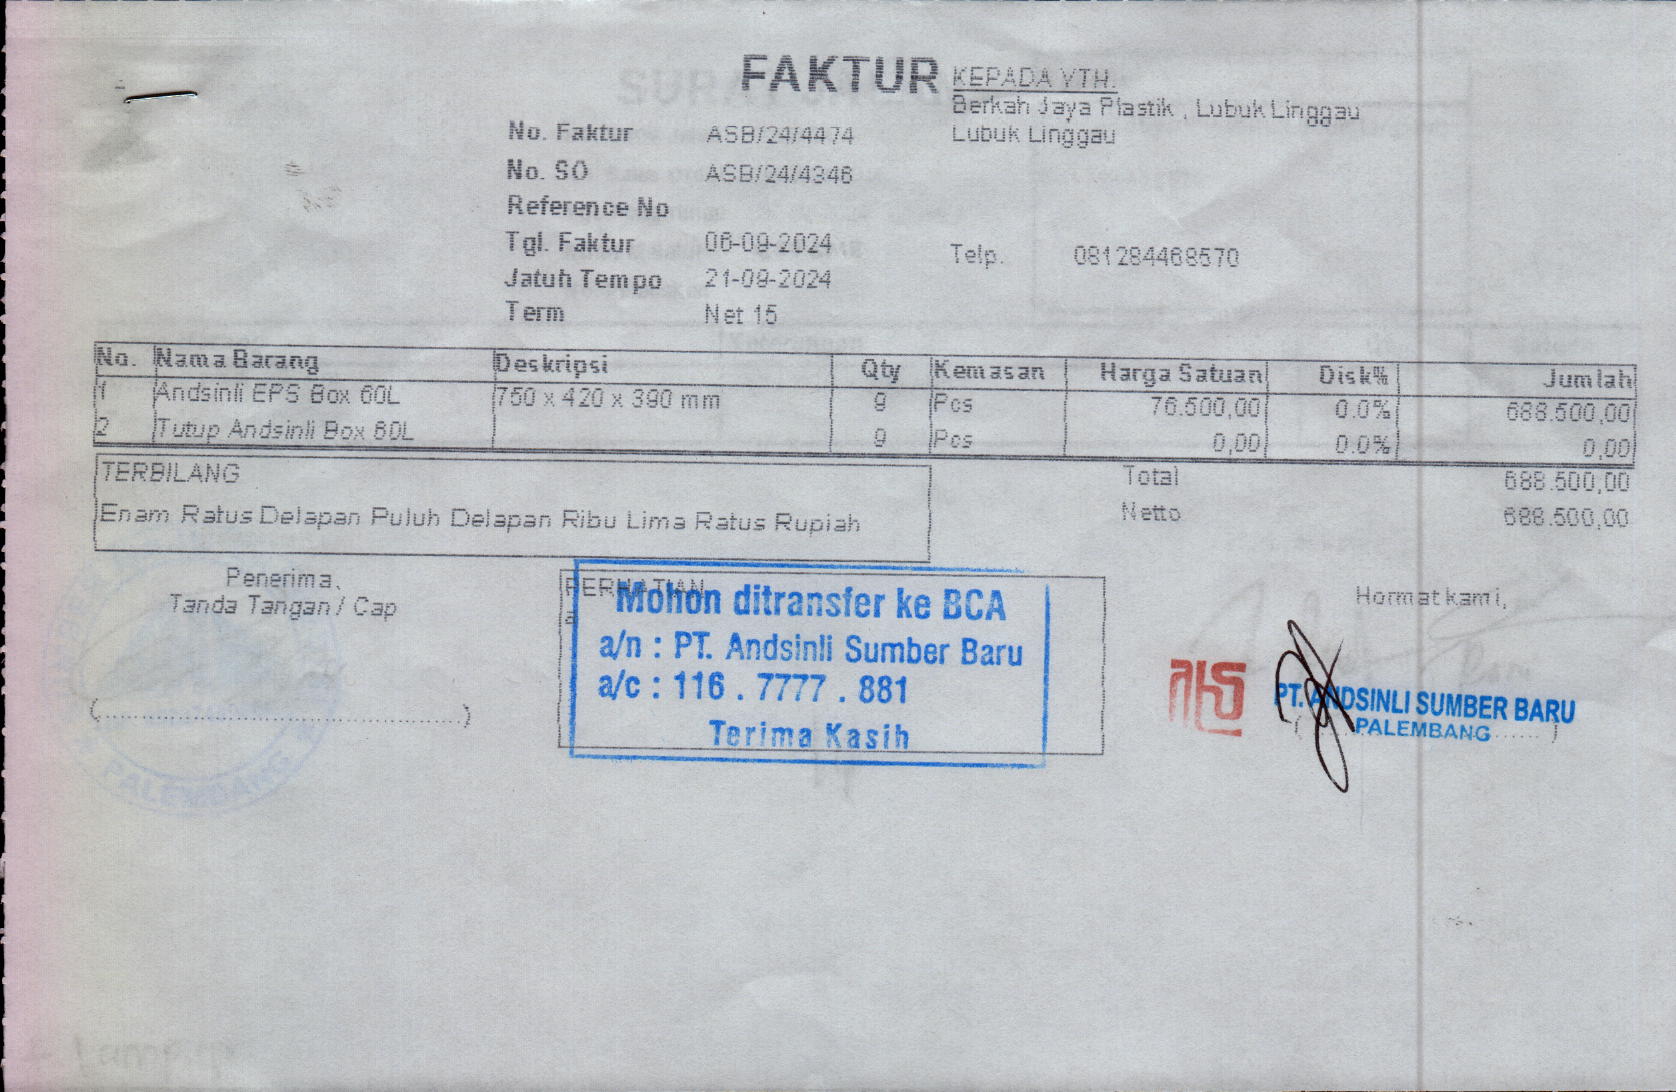 FAKTUR
KEPADA YTH.
Berkah Jaya Plastik , Lubuk Linggau
Lubuk Linggau
No. Faktur ASB/24/4474
No. SO ASB/24/4346
Reference No
Tgl. Faktur 06-09-2024
Telp. 081284468570
Jatuh Tempo 21-09-2024
Term Net 15
No. Nama Barang Deskripsi Qty Kemasan Harga Satuan Disk% Jumlah
1 Andsinli EPS Box 60L 750 x 420 x 390 mm 9 Pcs 76.500,00 0.0% 688.500,00
2 Tutup Andsinli Box 60L 9 Pcs 0,00 0.0% 0,00
TERBILANG
Enam Ratus Delapan Puluh Delapan Ribu Lima Ratus Rupiah
Total 688.500,00
Netto 688.500,00
Penerima,
Tanda Tangan / Cap
(........................................)
PERHATIAN
Mohon ditransfer ke BCA
a/n : PT. Andsinli Sumber Baru
a/c : 116 . 7777 . 881
Terima Kasih
Hormat kami,
PT. ANDSINLI SUMBER BARU
PALEMBANG
PALEMBANG